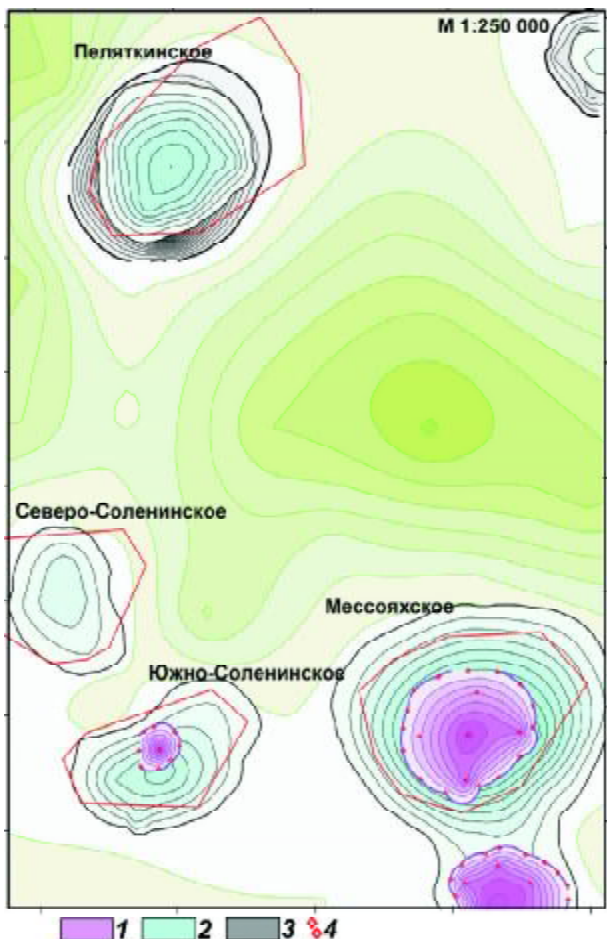 М 1:250 000
Пеляткинское
Северо-Соленинское
Мессояхское
Южно-Соленинсков
1 2 3 4